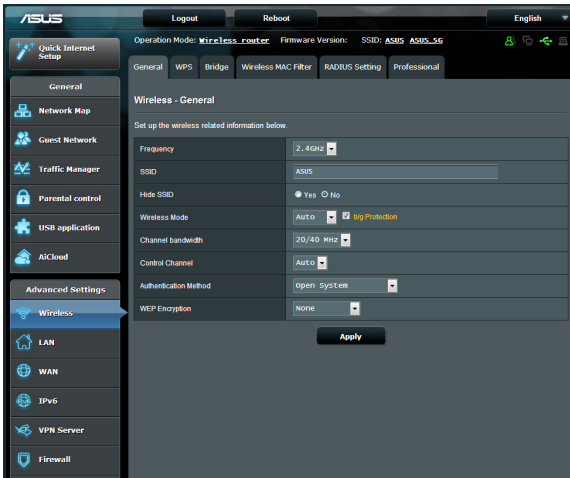 ASUS
Logout
Reboot
English
Quick Internet
Setup
Operation Mode: Wireless router Firmware Version: SSID: ASUS ASUS_5G
General WPS Bridge Wireless MAC Filter RADIUS Setting Professional
General
Network Map
Guest Network
Traffic Manager
Parental control
USB application
AiCloud
Advanced Settings
Wireless
LAN
WAN
IPv6
VPN Server
Firewall
Wireless - General
Set up the wireless related information below.
Frequency 2.4GHz
SSID ASUS
Hide SSID Yes No
Wireless Mode Auto b/g Protection
Channel bandwidth 20/40 MHz
Control Channel Auto
Authentication Method Open System
WEP Encryption None
Apply